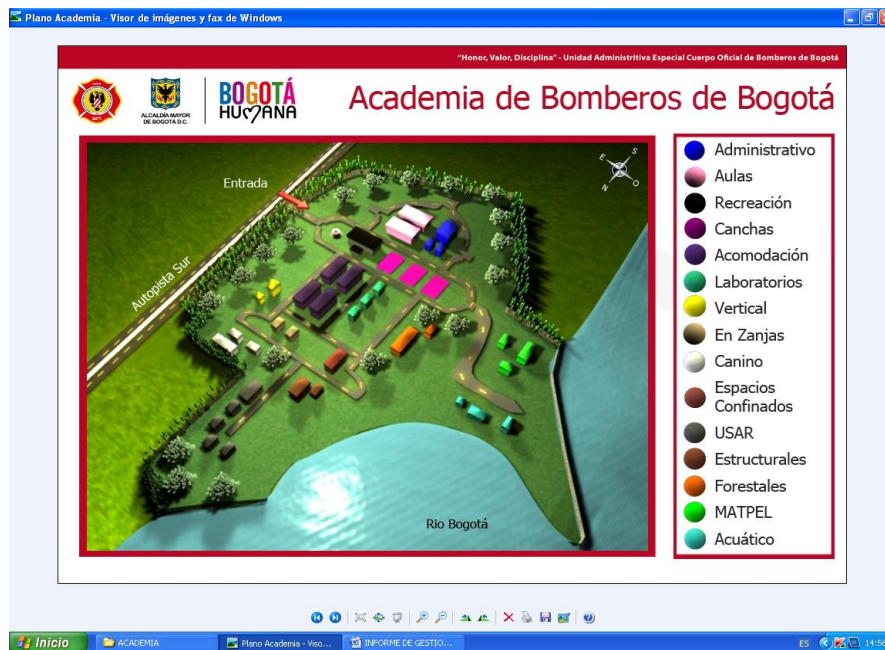 Plano Academia - Visor de imágenes y fax de Windows
"Honor, Valor, Disciplina" - Unidad Administritiva Especial Cuerpo Oficial de Bomberos de Bogotá
ALCALDÍA MAYOR
DE BOGOTÁ D.C.
BOGOTÁ
HUMANA
Academia de Bomberos de Bogotá
Entrada
Autopista Sur
Rio Bogotá
E
S
N
O
Administrativo
Aulas
Recreación
Canchas
Acomodación
Laboratorios
Vertical
En Zanjas
Canino
Espacios
Confinados
USAR
Estructurales
Forestales
MATPEL
Acuático
Inicio
ACADEMIA
Plano Academia - Viso...
INFORME DE GESTIO...
ES
14:56